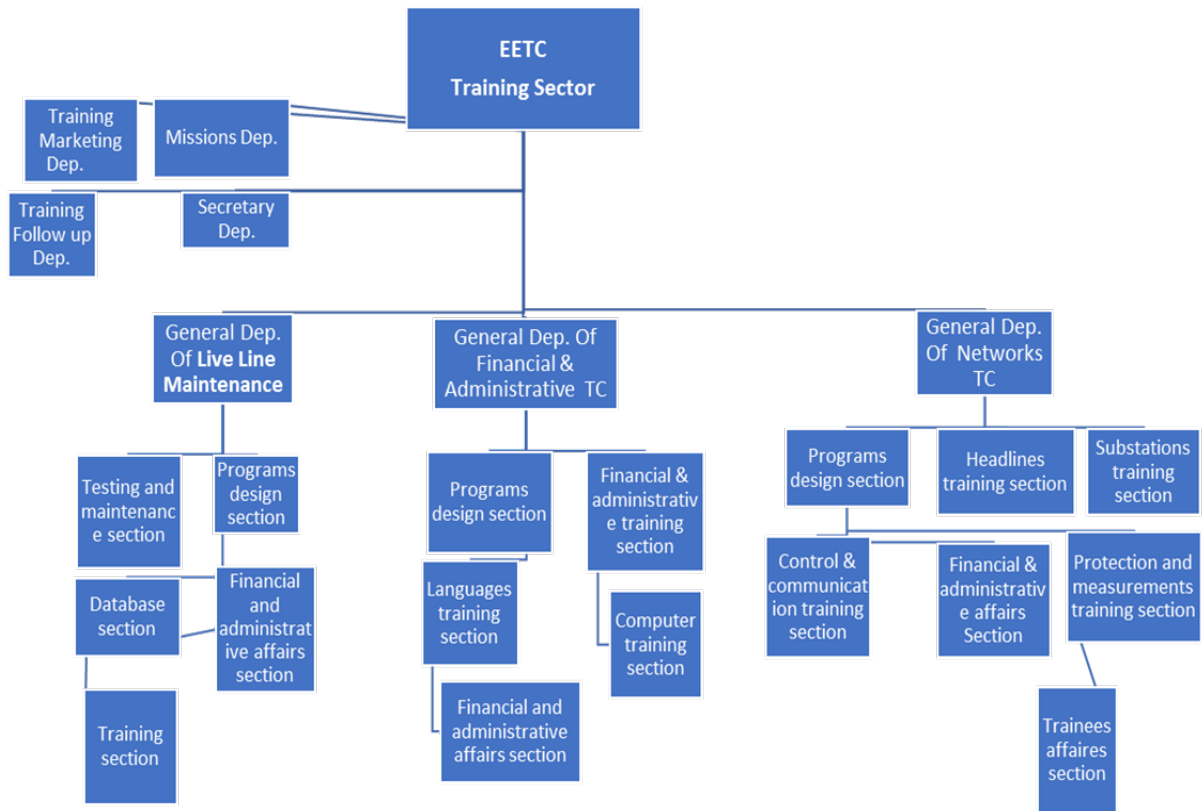 EETC
Training Sector
Training
Marketing
Dep.
Missions Dep.
Training
Follow up
Dep.
Secretary
Dep.
General Dep.
Of Live Line
Maintenance
General Dep. Of
Financial &
Administrative TC
General Dep.
Of Networks
TC
Testing and
maintenanc
e section
Programs
design
section
Database
section
Financial
and
administrat
ive affairs
section
Training
section
Programs
design section
Financial &
administrativ
e training
section
Languages
training
section
Computer
training
section
Financial and
administrative
affairs section
Programs
design section
Headlines
training section
Substations
training
section
Control &
communicat
ion training
section
Financial &
administrativ
e affairs
Section
Protection and
measurements
training section
Trainees
affaires
section